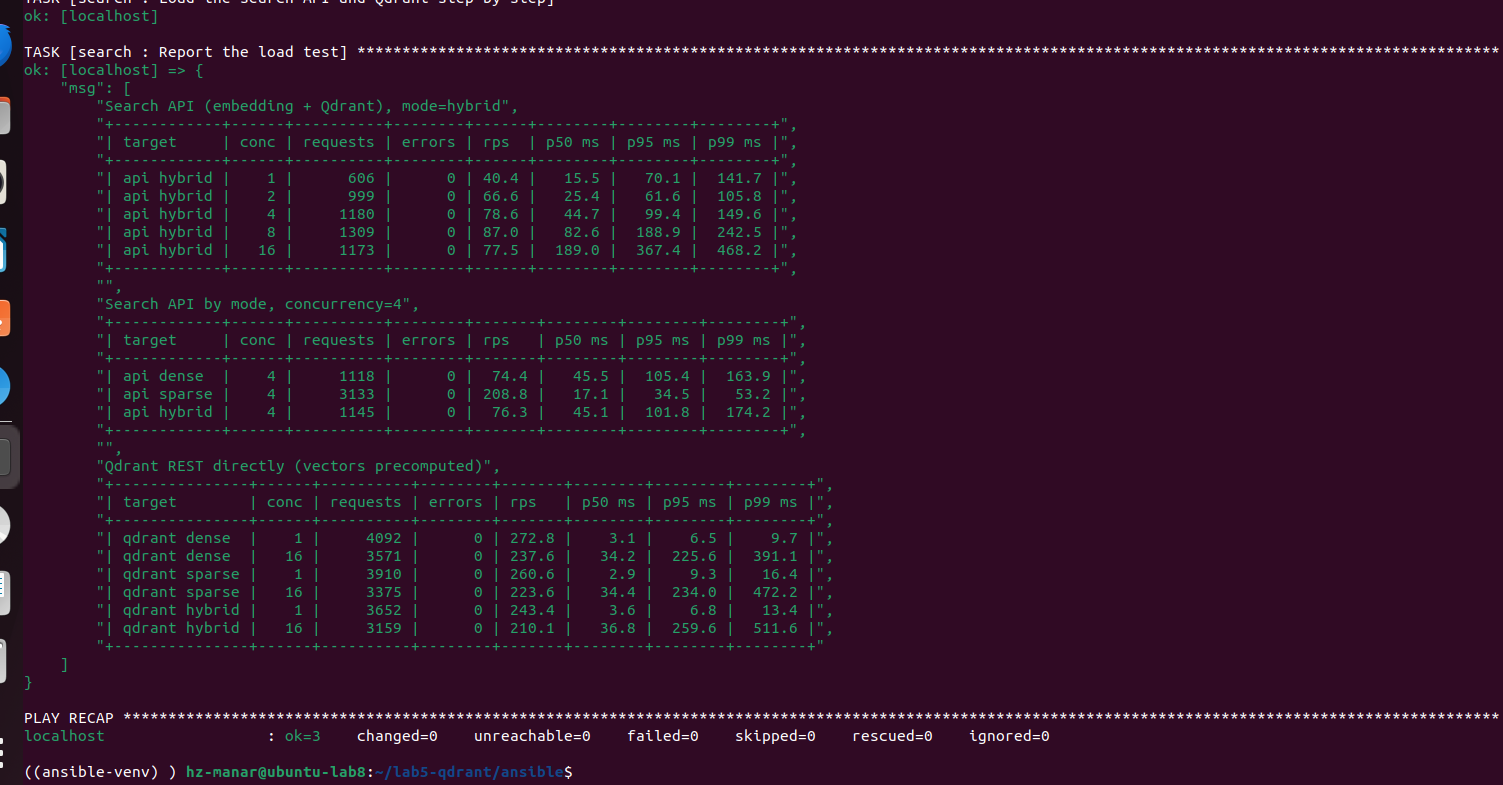 TASK [search : Load the search API and Qdrant step by step]
ok: [localhost]
TASK [search : Report the load test] *******************************************************************************************************************************
ok: [localhost] => {
    "msg": [
        "Search API (embedding + Qdrant), mode=hybrid",
        "+------------+------+----------+--------+------+--------+--------+--------+",
        "| target     | conc | requests | errors | rps  | p50 ms | p95 ms | p99 ms |",
        "+------------+------+----------+--------+------+--------+--------+--------+",
        "| api hybrid |    1 |      606 |      0 | 40.4 |   15.5 |   70.1 |  141.7 |",
        "| api hybrid |    2 |      999 |      0 | 66.6 |   25.4 |   61.6 |  105.8 |",
        "| api hybrid |    4 |     1180 |      0 | 78.6 |   44.7 |   99.4 |  149.6 |",
        "| api hybrid |    8 |     1309 |      0 | 87.0 |   82.6 |  188.9 |  242.5 |",
        "| api hybrid |   16 |     1173 |      0 | 77.5 |  189.0 |  367.4 |  468.2 |",
        "+------------+------+----------+--------+------+--------+--------+--------+",
        "",
        "Search API by mode, concurrency=4",
        "+------------+------+----------+--------+-------+--------+--------+--------+",
        "| target     | conc | requests | errors | rps   | p50 ms | p95 ms | p99 ms |",
        "+------------+------+----------+--------+-------+--------+--------+--------+",
        "| api dense  |    4 |     1118 |      0 |  74.4 |   45.5 |  105.4 |  163.9 |",
        "| api sparse |    4 |     3133 |      0 | 208.8 |   17.1 |   34.5 |   53.2 |",
        "| api hybrid |    4 |     1145 |      0 |  76.3 |   45.1 |  101.8 |  174.2 |",
        "+------------+------+----------+--------+-------+--------+--------+--------+",
        "",
        "Qdrant REST directly (vectors precomputed)",
        "+---------------+------+----------+--------+-------+--------+--------+--------+",
        "| target        | conc | requests | errors | rps   | p50 ms | p95 ms | p99 ms |",
        "+---------------+------+----------+--------+-------+--------+--------+--------+",
        "| qdrant dense  |    1 |     4092 |      0 | 272.8 |    3.1 |    6.5 |    9.7 |",
        "| qdrant dense  |   16 |     3571 |      0 | 237.6 |   34.2 |  225.6 |  391.1 |",
        "| qdrant sparse |    1 |     3910 |      0 | 260.6 |    2.9 |    9.3 |   16.4 |",
        "| qdrant sparse |   16 |     3375 |      0 | 223.6 |   34.4 |  234.0 |  472.2 |",
        "| qdrant hybrid |    1 |     3652 |      0 | 243.4 |    3.6 |    6.8 |   13.4 |",
        "| qdrant hybrid |   16 |     3159 |      0 | 210.1 |   36.8 |  259.6 |  511.6 |",
        "+---------------+------+----------+--------+-------+--------+--------+--------+"
    ]
}
PLAY RECAP *********************************************************************************************************************************************************
localhost                  : ok=3    changed=0    unreachable=0    failed=0    skipped=0    rescued=0    ignored=0
((ansible-venv) ) hz-manar@ubuntu-lab8:~/lab5-qdrant/ansible$